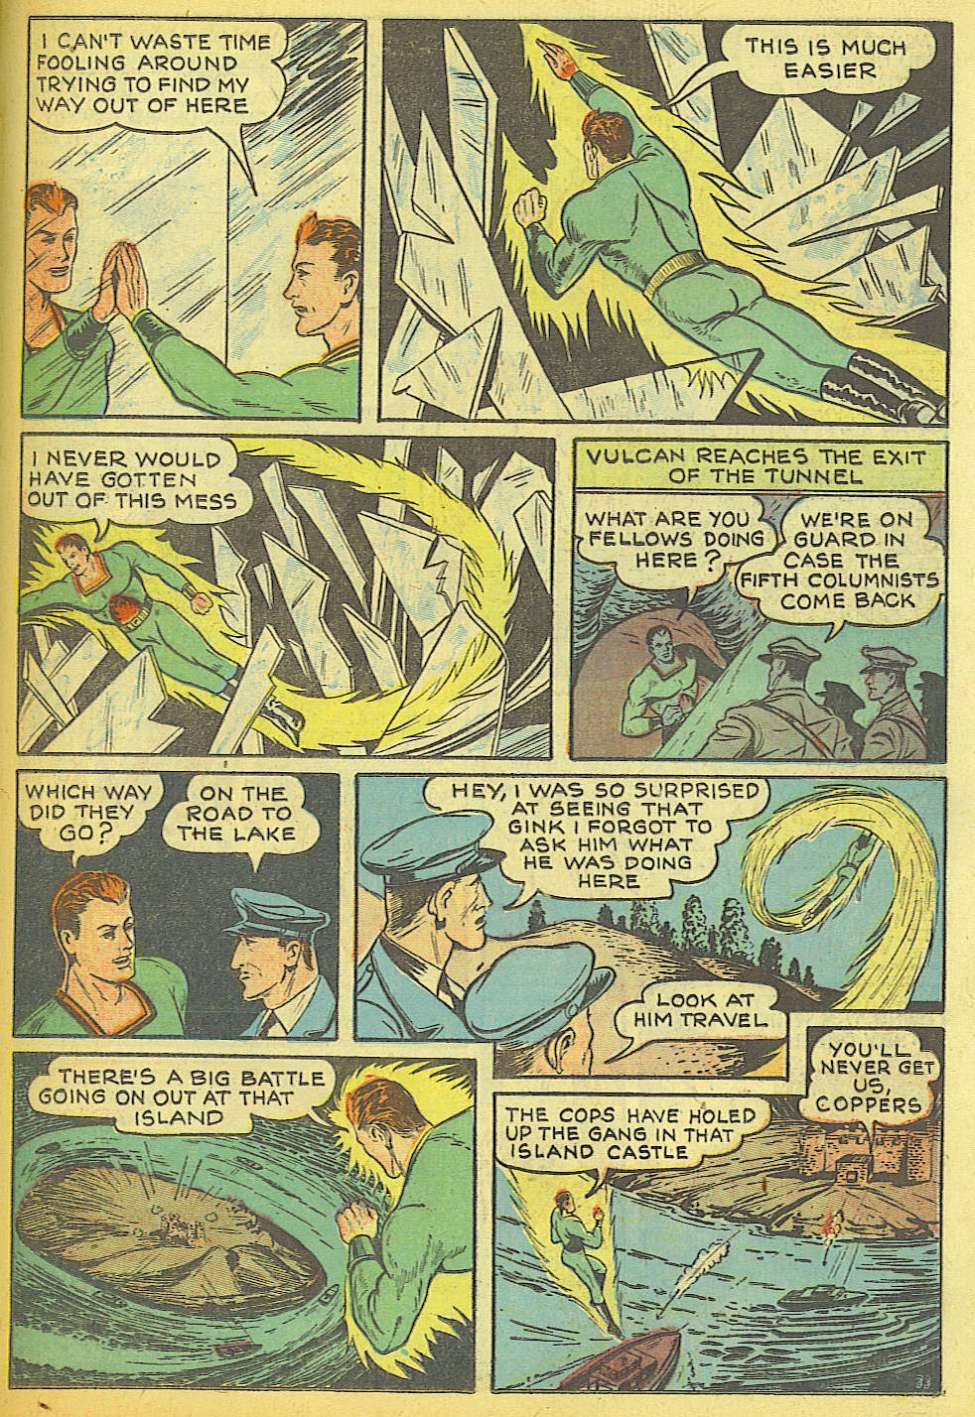 I CAN'T WASTE TIME
FOOLING AROUND
TRYING TO FIND MY
WAY OUT OF HERE
THIS IS MUCH
EASIER
I NEVER WOULD
HAVE GOTTEN
OUT OF THIS MESS
VULCAN REACHES THE EXIT
OF THE TUNNEL
WHAT ARE YOU
FELLOWS DOING
HERE?
WE'RE ON
GUARD IN
CASE THE
FIFTH COLUMNISTS
COME BACK
WHICH WAY
DID THEY
GO?
ON THE
ROAD TO
THE LAKE
HEY, I WAS SO SURPRISED
AT SEEING THAT
GINK I FORGOT TO
ASK HIM WHAT
HE WAS DOING
HERE
LOOK AT
HIM TRAVEL
THERE'S A BIG BATTLE
GOING ON OUT AT THAT
ISLAND
THE COPS HAVE HOLED
UP THE GANG IN THAT
ISLAND CASTLE
YOU'LL
NEVER GET
US,
COPPERS
33